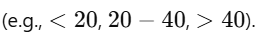 (e.g., < 20, 20 − 40, > 40).